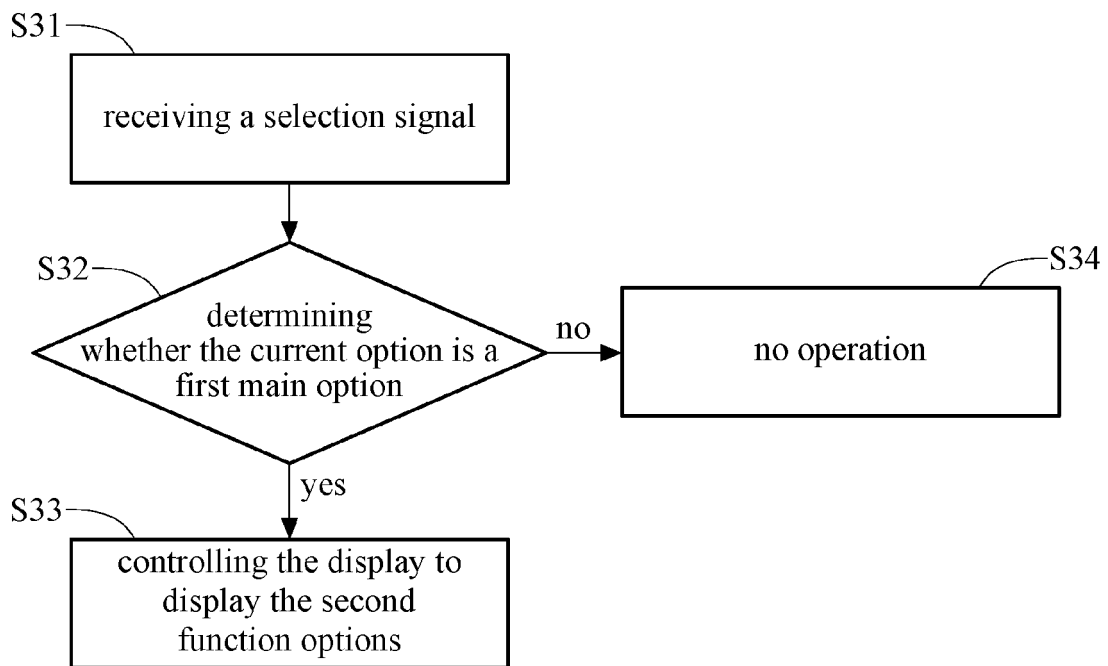 S31
receiving a selection signal
S32
determining
whether the current option is a
first main option
no
S34
no operation
yes
S33
controlling the display to
display the second
function options